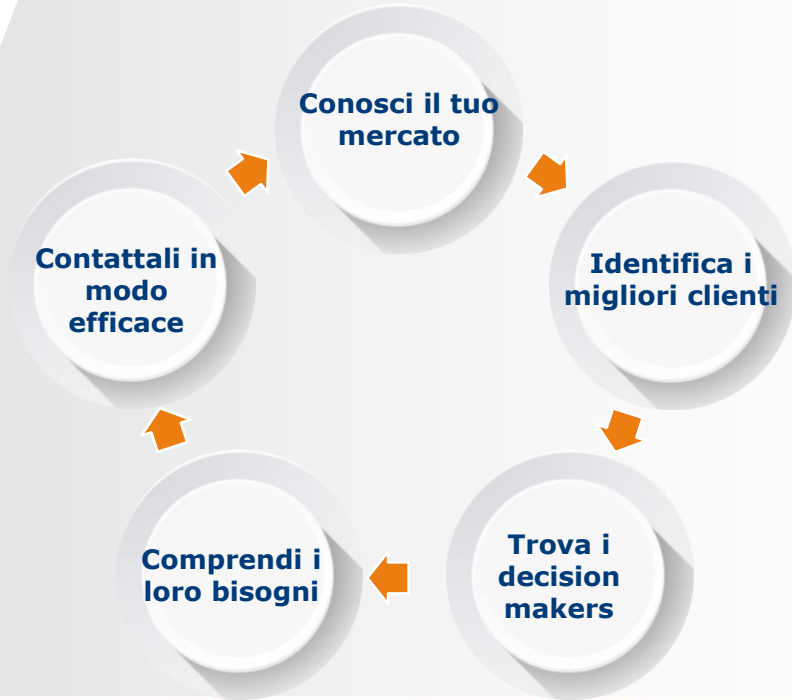 Conosci il tuo
mercato
Identifica i
migliori clienti
Trova i
decision
makers
Comprendi i
loro bisogni
Contattali in
modo
efficace